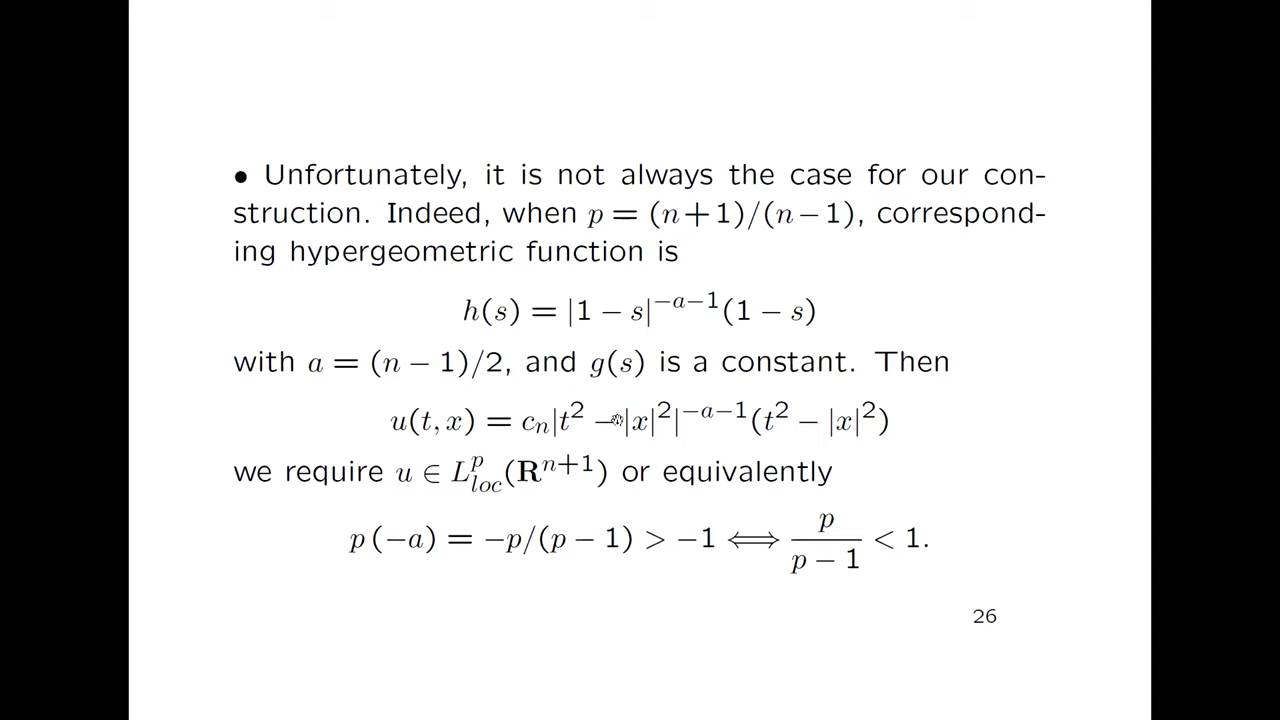 • Unfortunately, it is not always the case for our con-
struction. Indeed, when p = (n+1)/(n−1), correspond-
ing hypergeometric function is
h(s) = |1 − s|^{−a−1}(1 − s)
with a = (n − 1)/2, and g(s) is a constant. Then
u(t, x) = c_n|t^2 − |x|^2|^{−a−1}(t^2 − |x|^2)
we require u ∈ L^p_{loc}(R^{n+1}) or equivalently
p (−a) = −p/(p − 1) > −1 ⟺ \frac{p}{p − 1} < 1.
26